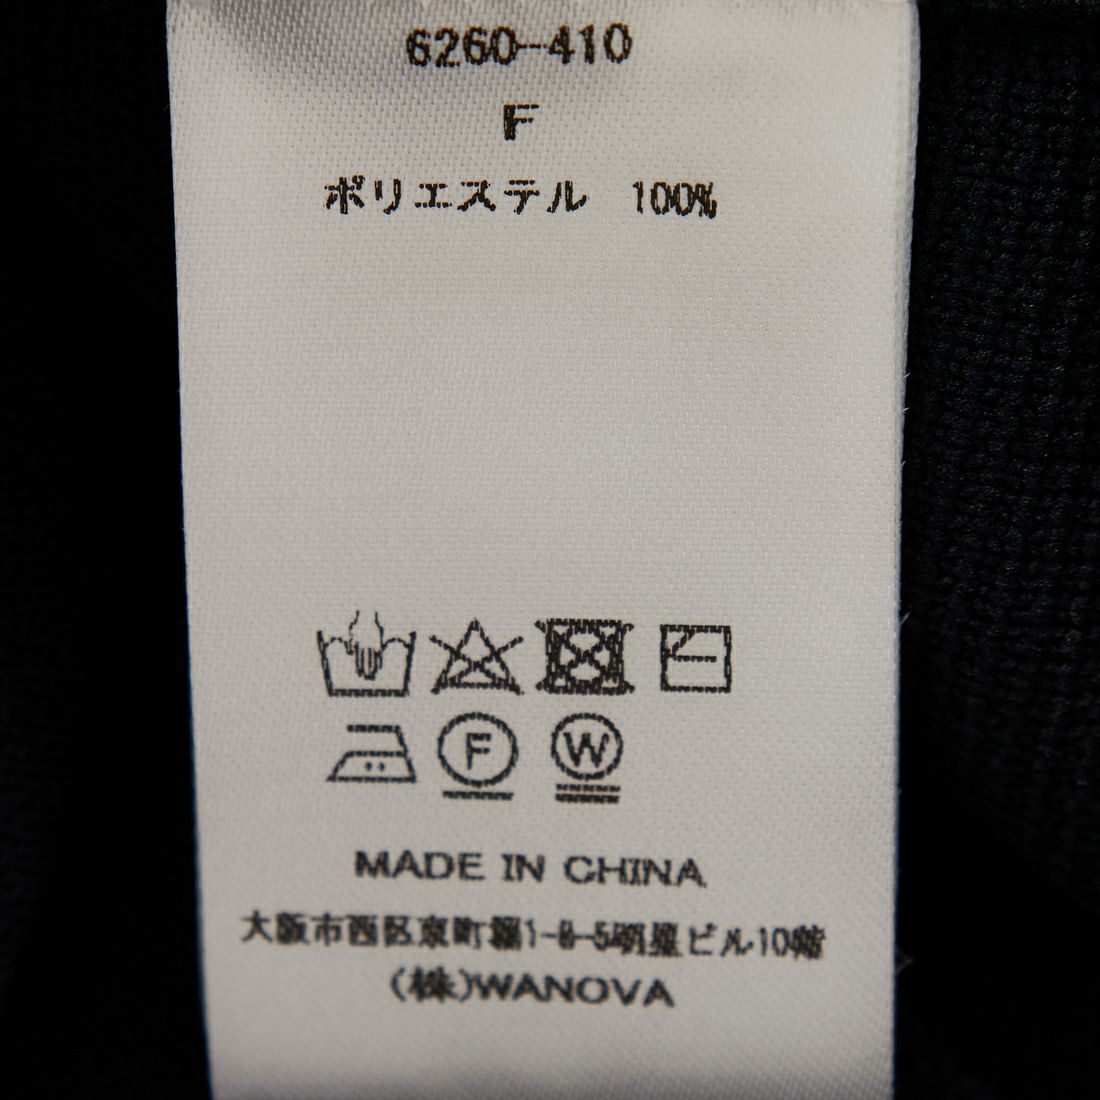 6260-410
F
ポリエステル 100%
F W
MADE IN CHINA
大阪市西区京町堀1-8-5明星ビル10階
(株)WANOVA